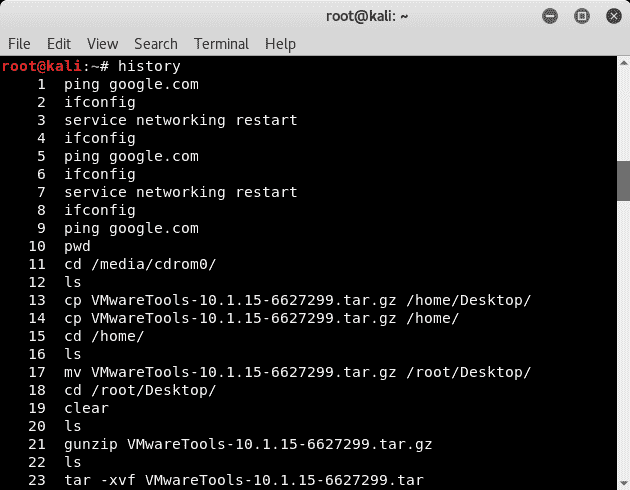 root@kali: ~
File Edit View Search Terminal Help
root@kali:~# history
1 ping google.com
2 ifconfig
3 service networking restart
4 ifconfig
5 ping google.com
6 ifconfig
7 service networking restart
8 ifconfig
9 ping google.com
10 pwd
11 cd /media/cdrom0/
12 ls
13 cp VMwareTools-10.1.15-6627299.tar.gz /home/Desktop/
14 cp VMwareTools-10.1.15-6627299.tar.gz /home/
15 cd /home/
16 ls
17 mv VMwareTools-10.1.15-6627299.tar.gz /root/Desktop/
18 cd /root/Desktop/
19 clear
20 ls
21 gunzip VMwareTools-10.1.15-6627299.tar.gz
22 ls
23 tar -xvf VMwareTools-10.1.15-6627299.tar